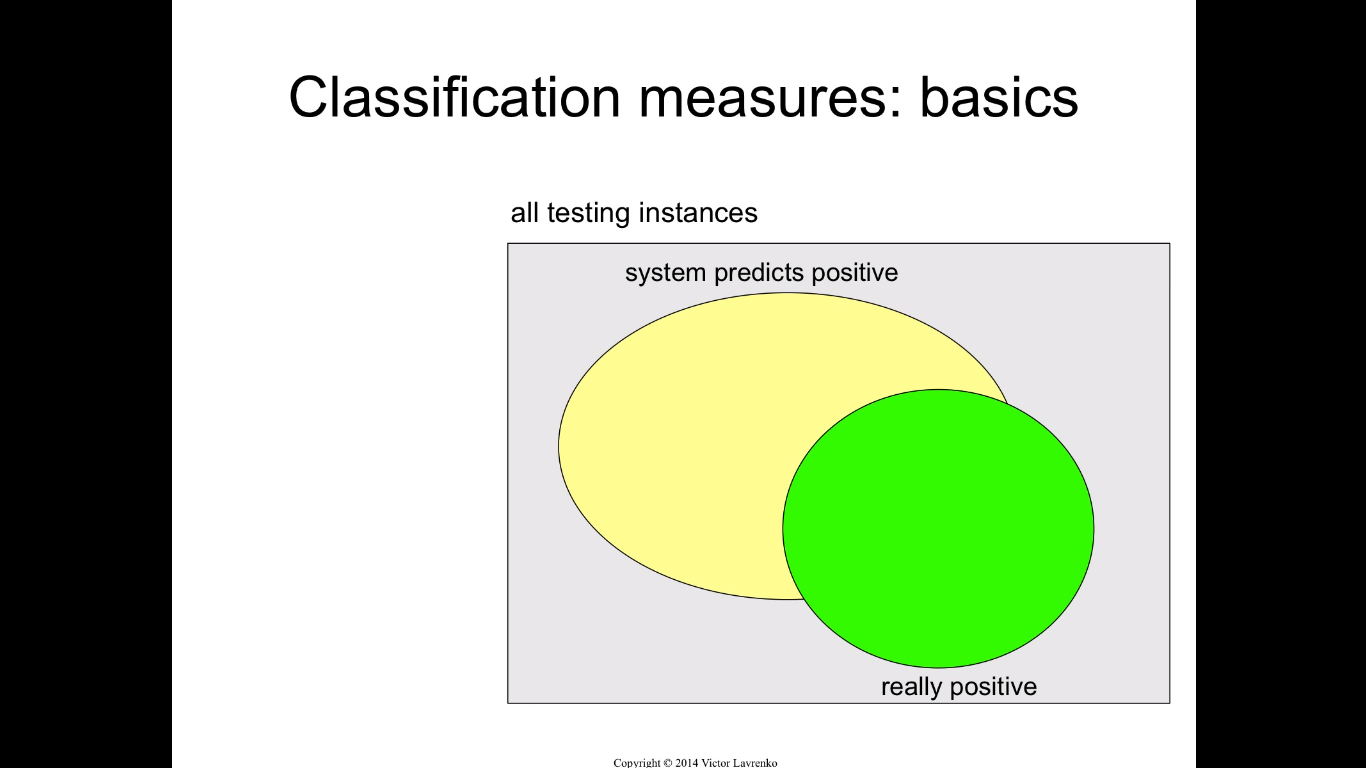 Classification measures: basics
all testing instances
system predicts positive
really positive
Copyright © 2014 Victor Lavrenko